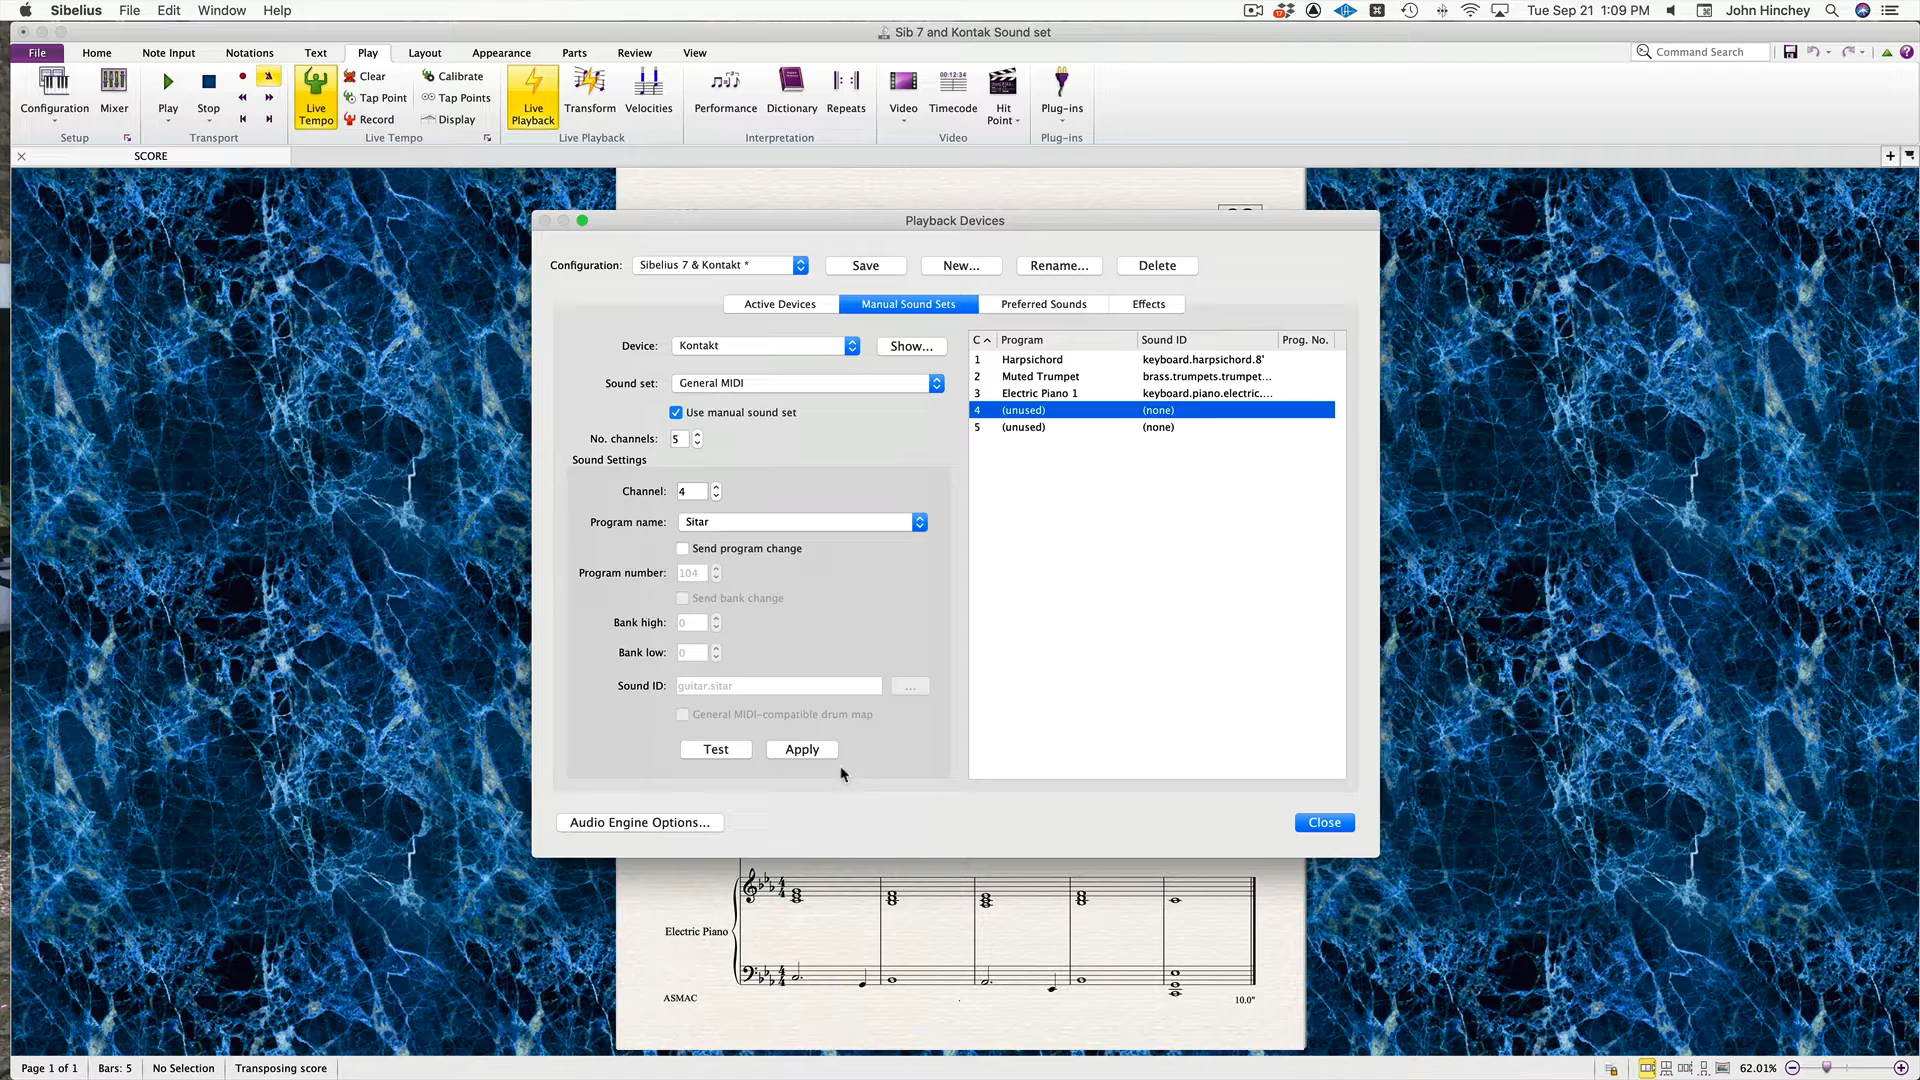 Sibelius File Edit Window Help 17 Tue Sep 21 1:09 PM John Hinchey
Sib 7 and Kontak Sound set
File Home Note Input Notations Text Play Layout Appearance Parts Review View Command Search
Clear Calibrate 00:12:34
Tap Point Tap Points
Configuration Mixer Play Stop Live Tempo Record Display Live Playback Transform Velocities Performance Dictionary Repeats Video Timecode Hit Point Plug-ins
Setup Transport Live Tempo Live Playback Interpretation Video Plug-ins
SCORE
Playback Devices
Configuration: Sibelius 7 & Kontakt * Save New... Rename... Delete
Active Devices Manual Sound Sets Preferred Sounds Effects
Device: Kontakt Show...
Sound set: General MIDI
Use manual sound set
No. channels: 5
Sound Settings
Channel: 4
Program name: Sitar
Send program change
Program number: 104
Send bank change
Bank high: 0
Bank low: 0
Sound ID: guitar.sitar ...
General MIDI-compatible drum map
Test Apply
C Program Sound ID Prog. No.
1 Harpsichord keyboard.harpsichord.8'
2 Muted Trumpet brass.trumpets.trumpet...
3 Electric Piano 1 keyboard.piano.electric....
4 (unused) (none)
5 (unused) (none)
Audio Engine Options... Close
Electric Piano
ASMAC 10.0"
Page 1 of 1 Bars: 5 No Selection Transposing score 62.01%